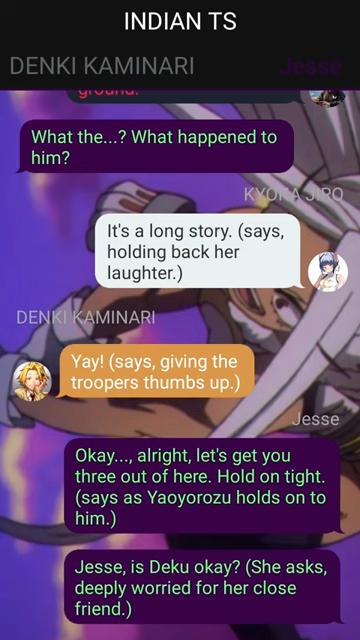 INDIAN TS
DENKI KAMINARI
Jesse
ground.
What the...? What happened to
him?
KYOKA JIRO
It's a long story. (says,
holding back her
laughter.)
DENKI KAMINARI
Yay! (says, giving the
troopers thumbs up.)
Jesse
Okay..., alright, let's get you
three out of here. Hold on tight.
(says as Yaoyorozu holds on to
him.)
Jesse, is Deku okay? (She asks,
deeply worried for her close
friend.)